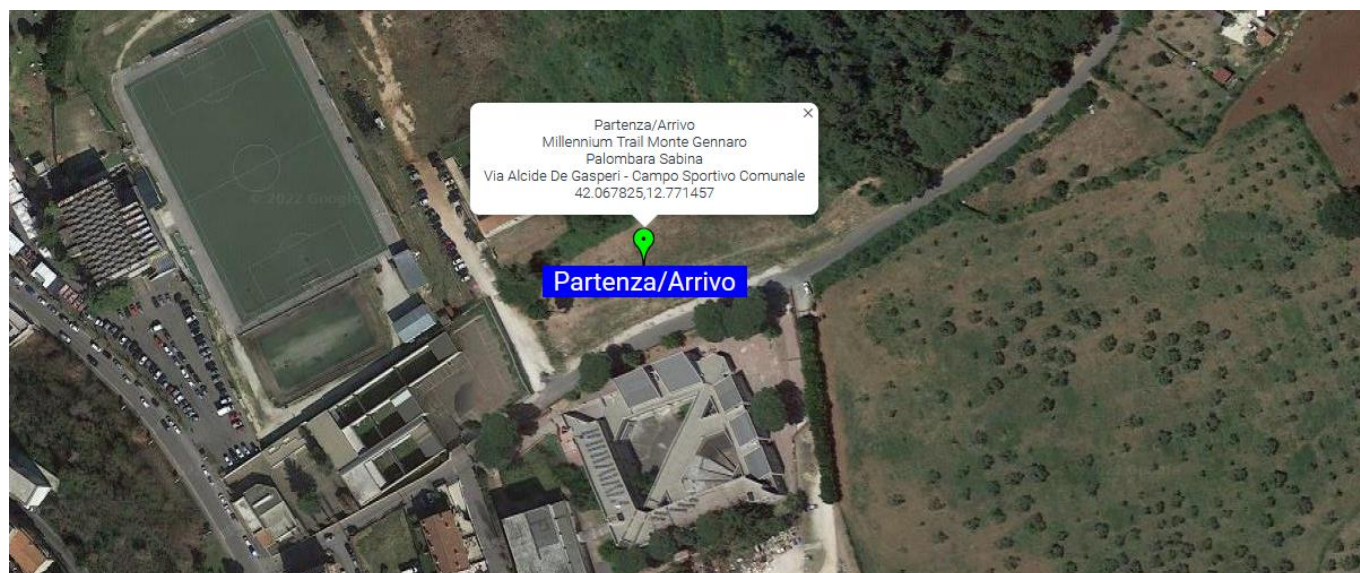 Partenza/Arrivo
Millennium Trail Monte Gennaro
Palombara Sabina
Via Alcide De Gasperi - Campo Sportivo Comunale
42.067825,12.771457
Partenza/Arrivo
© 2022 Google